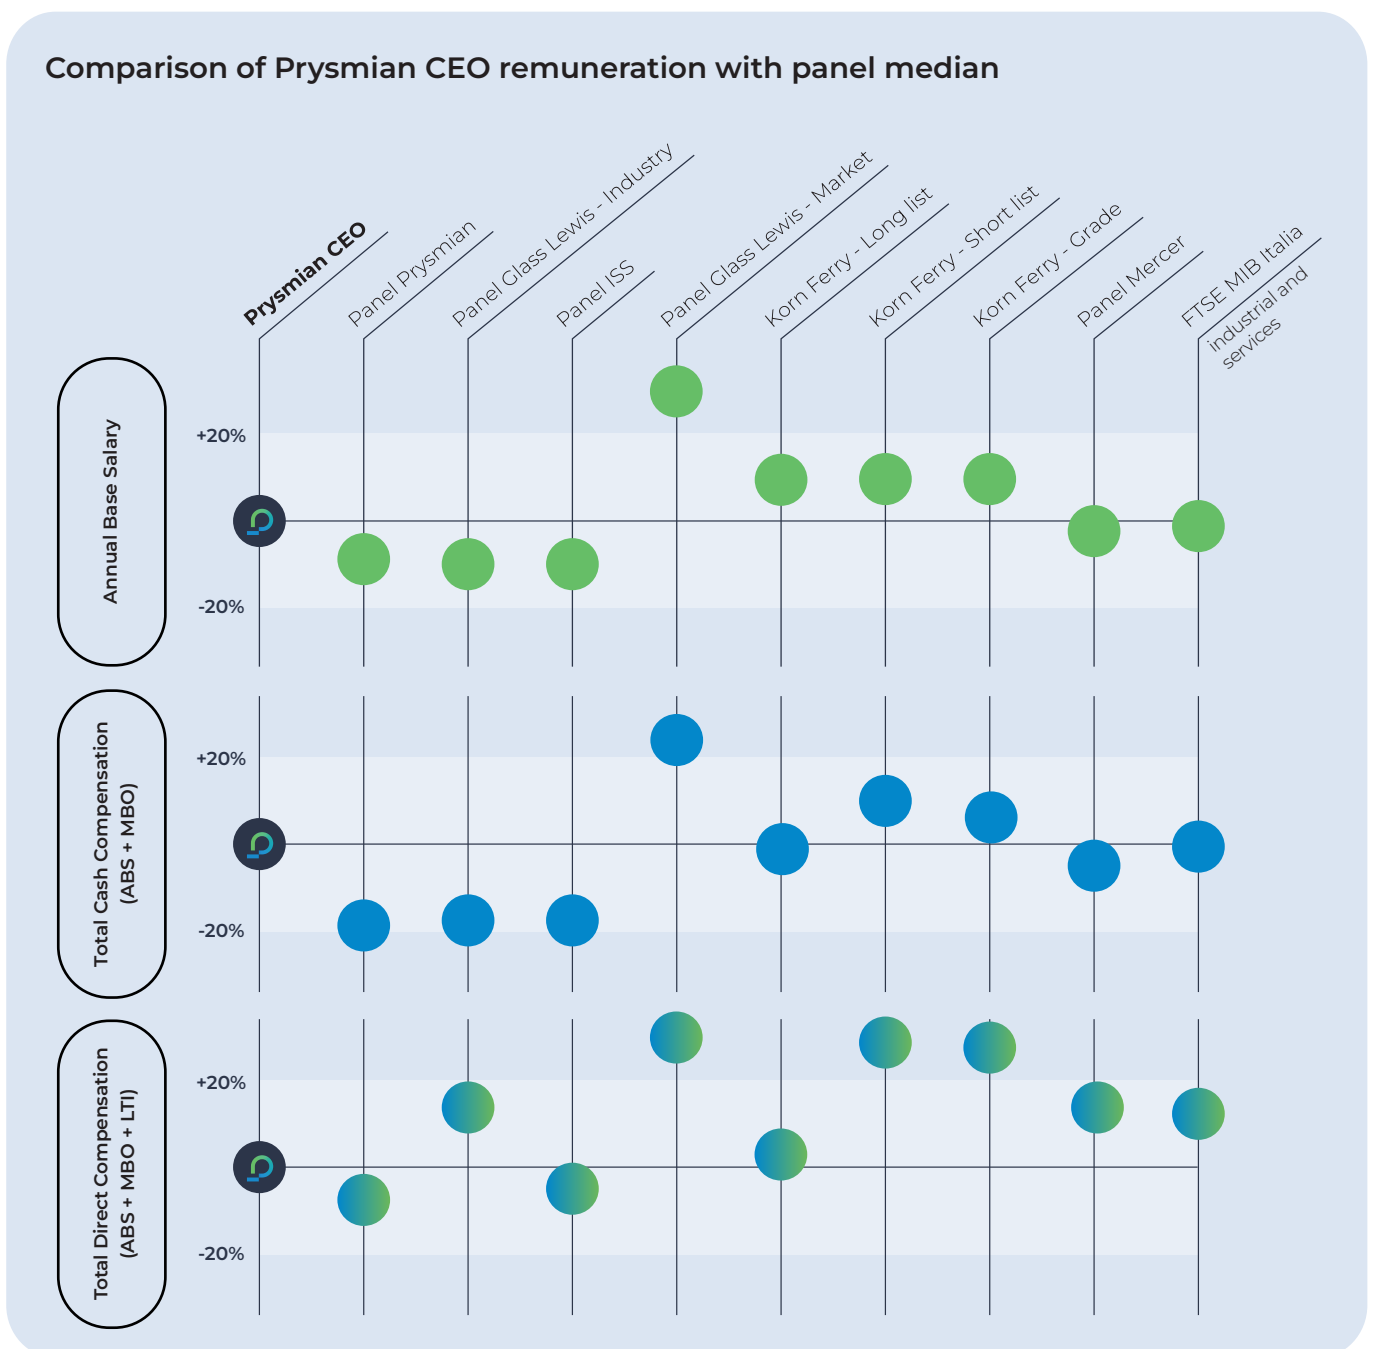 Comparison of Prysmian CEO remuneration with panel median
Prysmian CEO
Panel Prysmian
Panel Glass Lewis - Industry
Panel ISS
Panel Glass Lewis - Market
Korn Ferry - Long list
Korn Ferry - Short list
Korn Ferry - Grade
Panel Mercer
FTSE MIB Italia
industrial and
services
Annual Base Salary
+20%
-20%
Total Cash Compensation
(ABS + MBO)
+20%
-20%
Total Direct Compensation
(ABS + MBO + LTI)
+20%
-20%